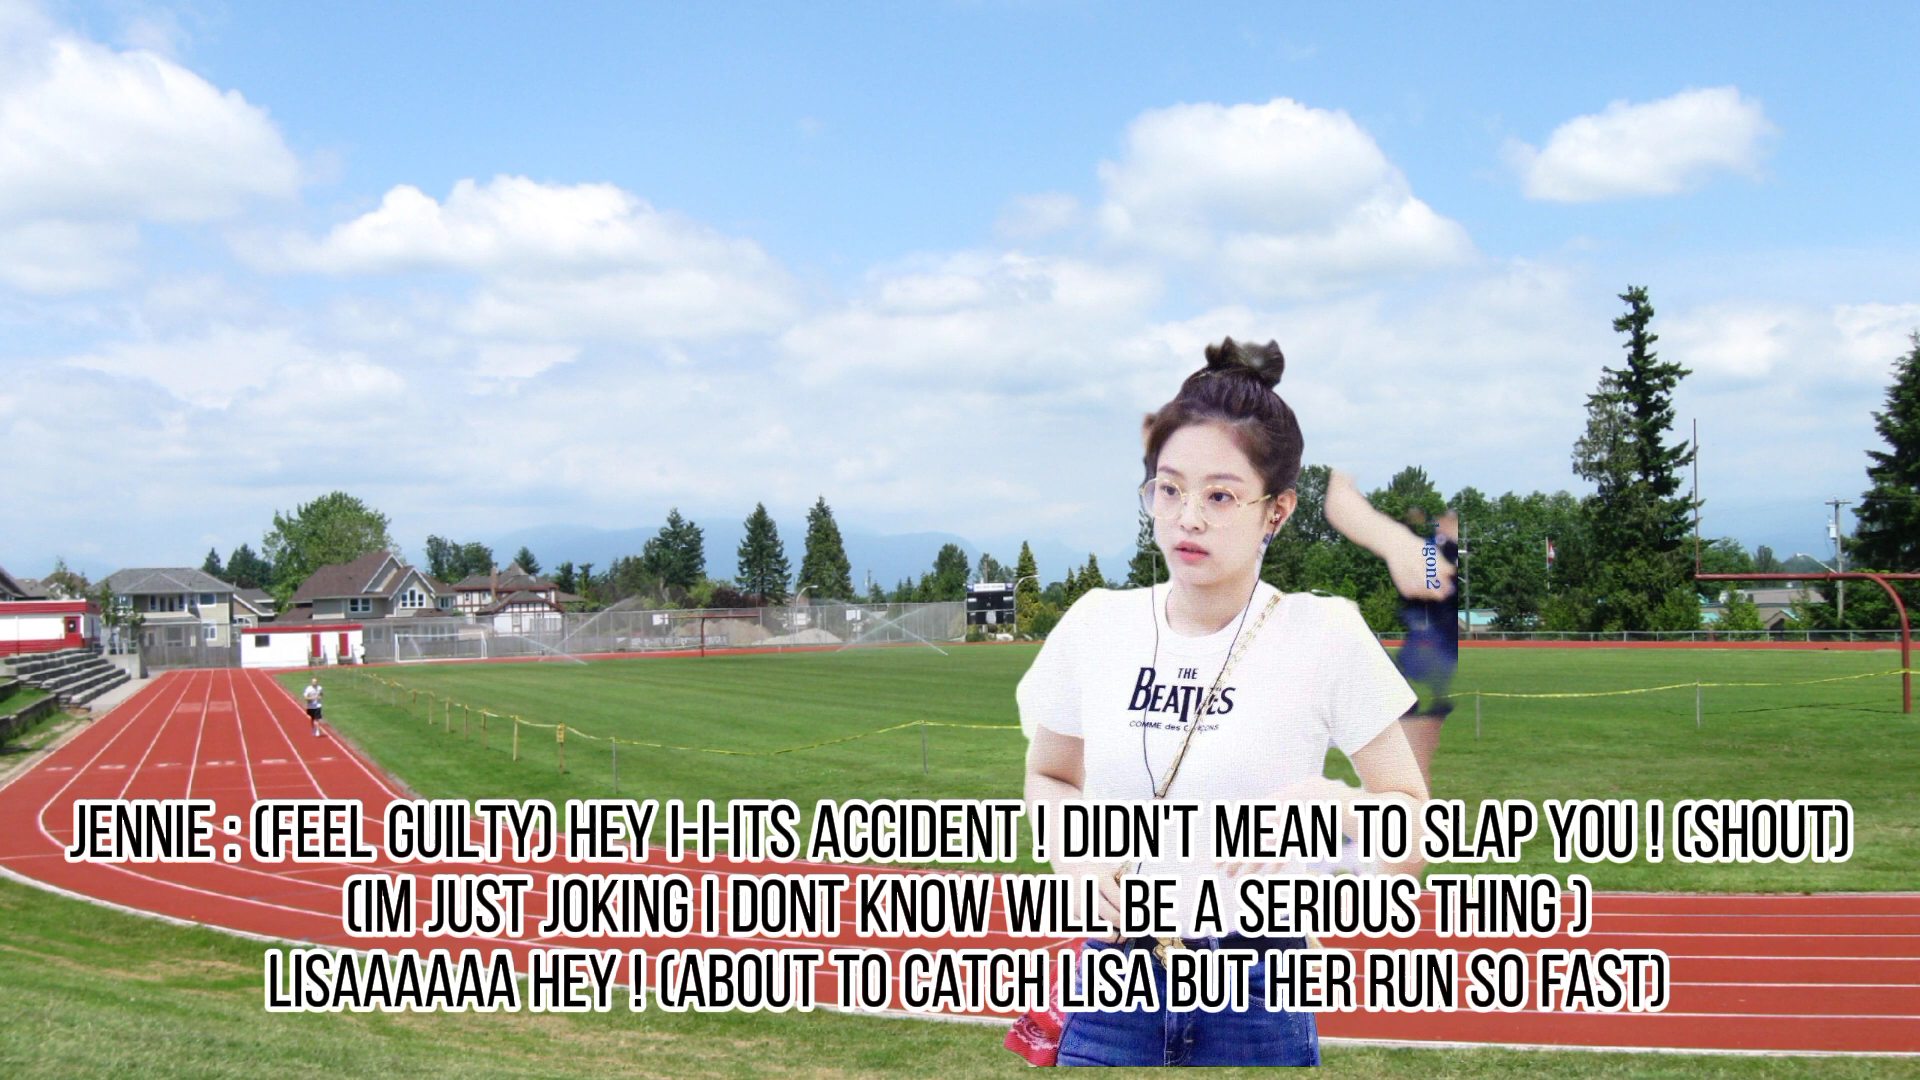 THE
BEATLES
COMME des GARÇONS
JENNIE : (FEEL GUILTY) HEY I-I-ITS ACCIDENT ! DIDN'T MEAN TO SLAP YOU ! (SHOUT)
(IM JUST JOKING I DONT KNOW WILL BE A SERIOUS THING )
LISAAAAAA HEY ! (ABOUT TO CATCH LISA BUT HER RUN SO FAST)